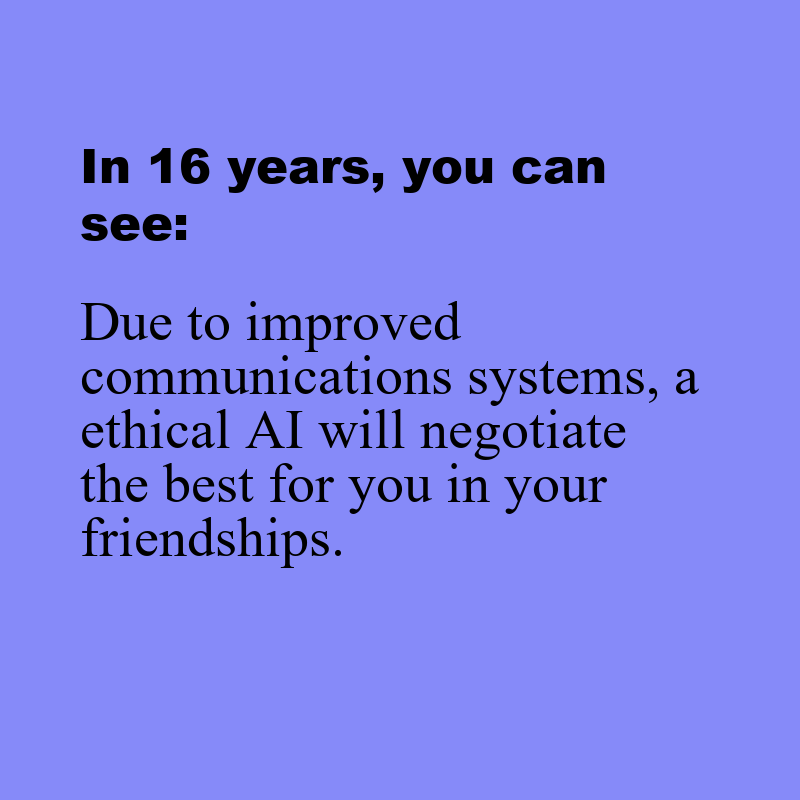 In 16 years, you can
see:
Due to improved
communications systems, a
ethical AI will negotiate
the best for you in your
friendships.